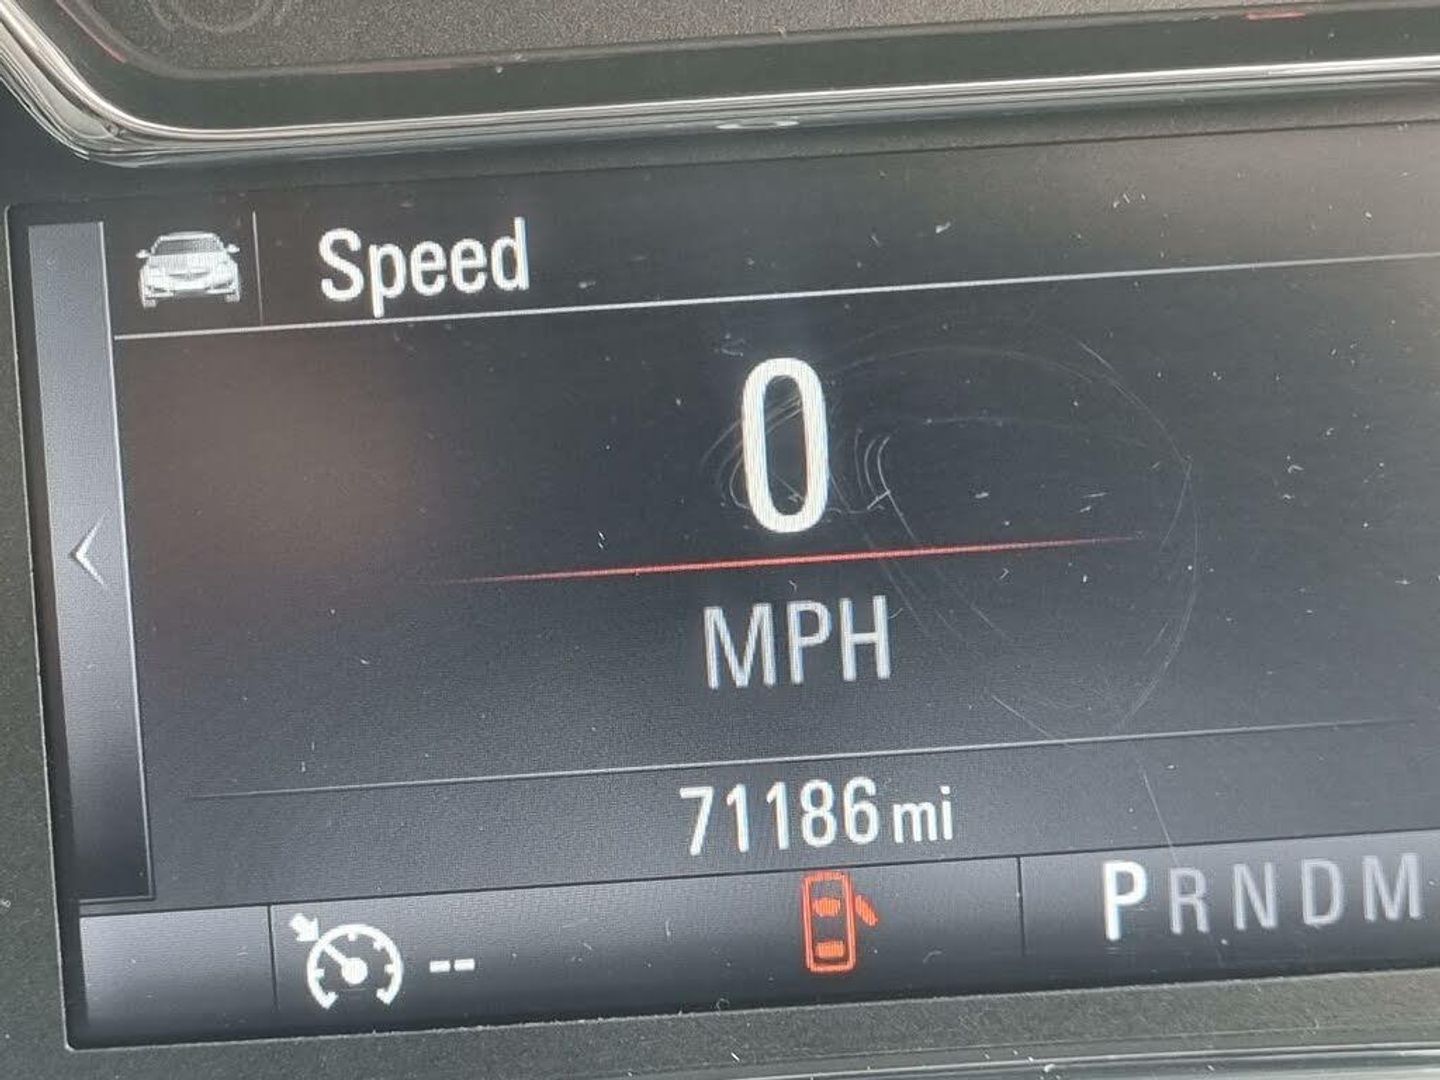 Speed
0
MPH
71186 mi
-- PRNDM